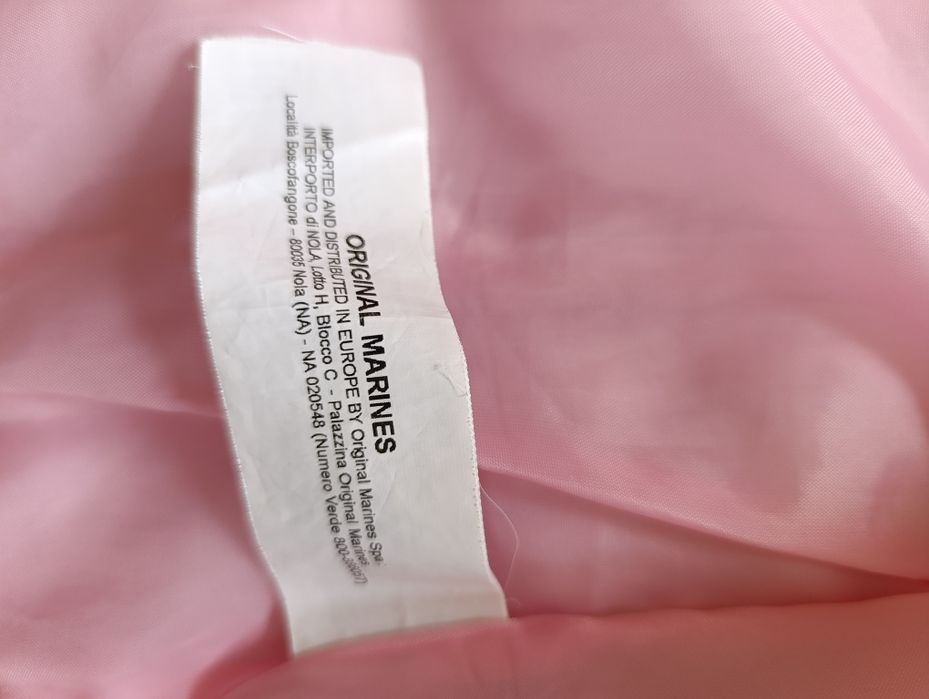 ORIGINAL MARINES
IMPORTED AND DISTRIBUTED IN EUROPE BY Original Marines Spa
INTERPORTO di NOLA Lotto H, Blocco C - Palazzina Original Marines
Località Boscofangone - 80035 Nola (NA) - NA 020548 (Numero Verde